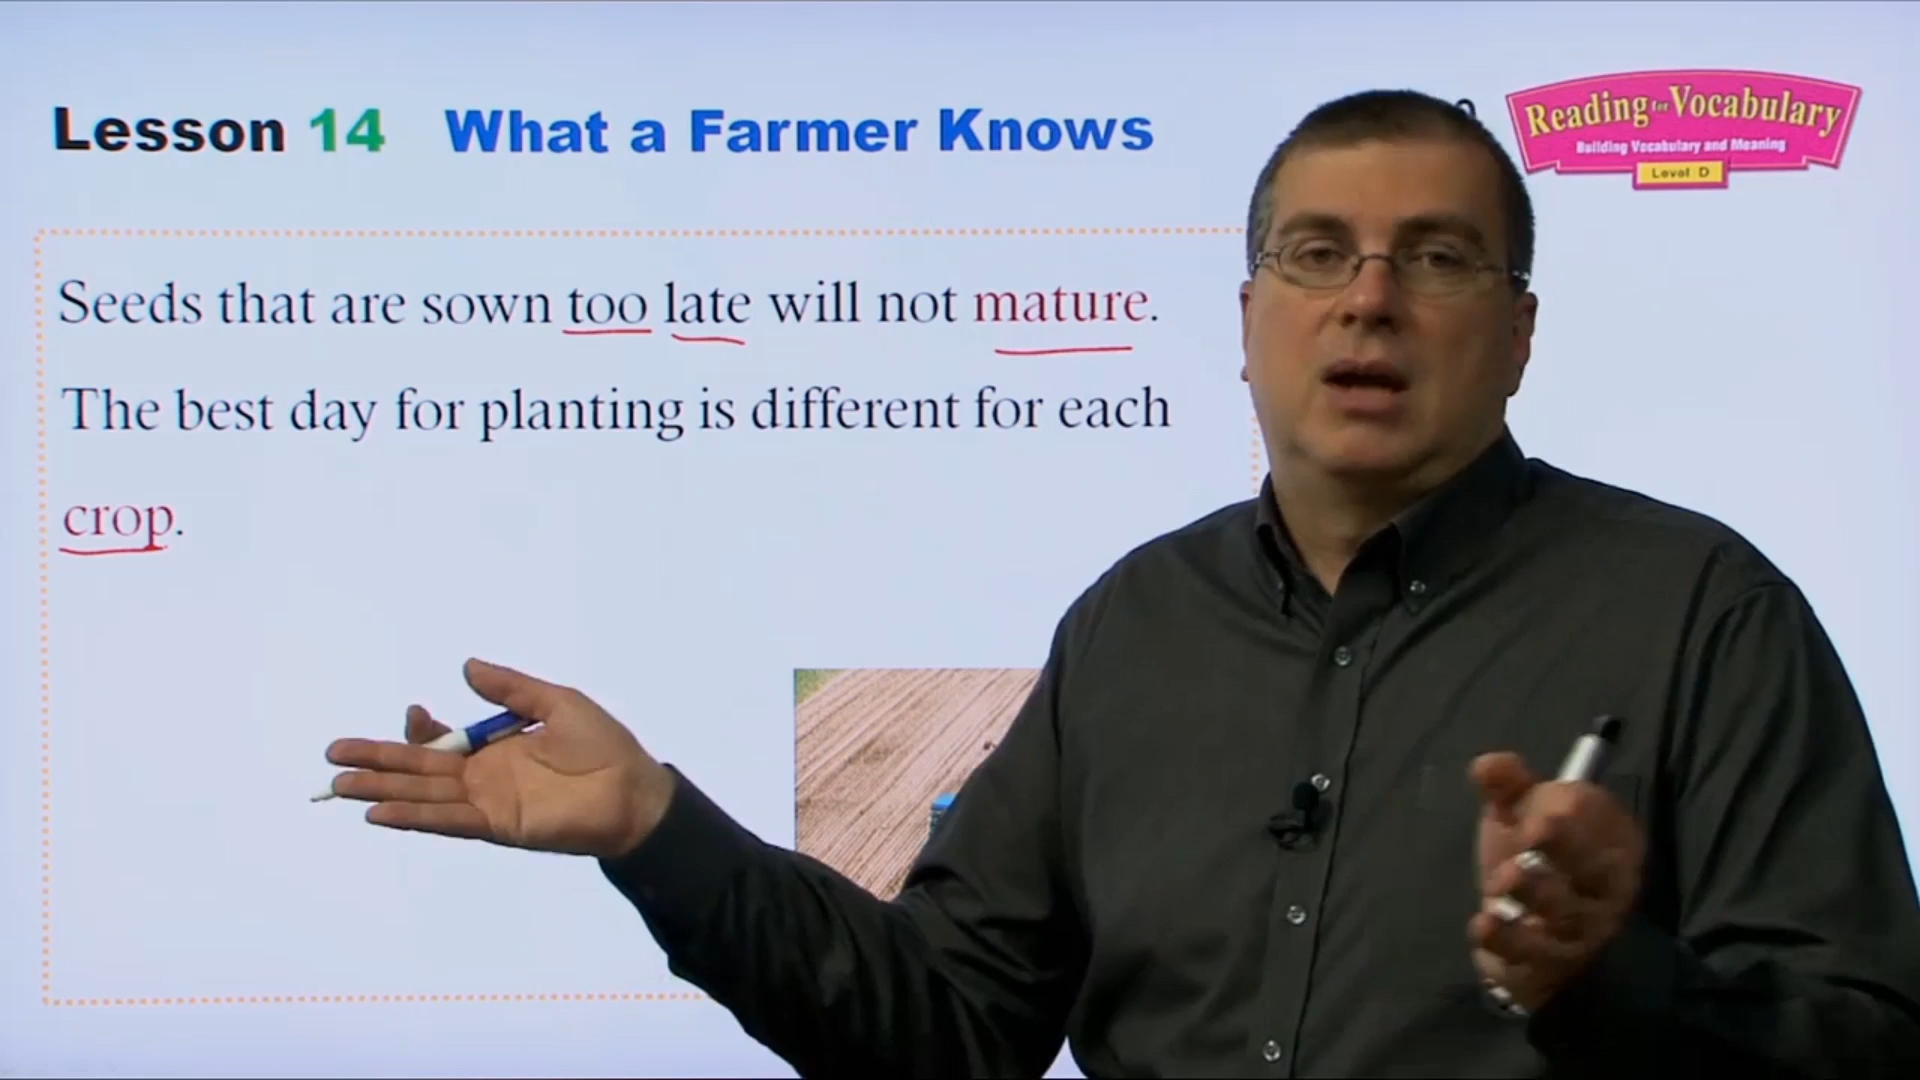 Lesson 14 What a Farmer Knows
Reading for Vocabulary
Building Vocabulary and Meaning
Level D
Seeds that are sown too late will not mature.
The best day for planting is different for each
crop.